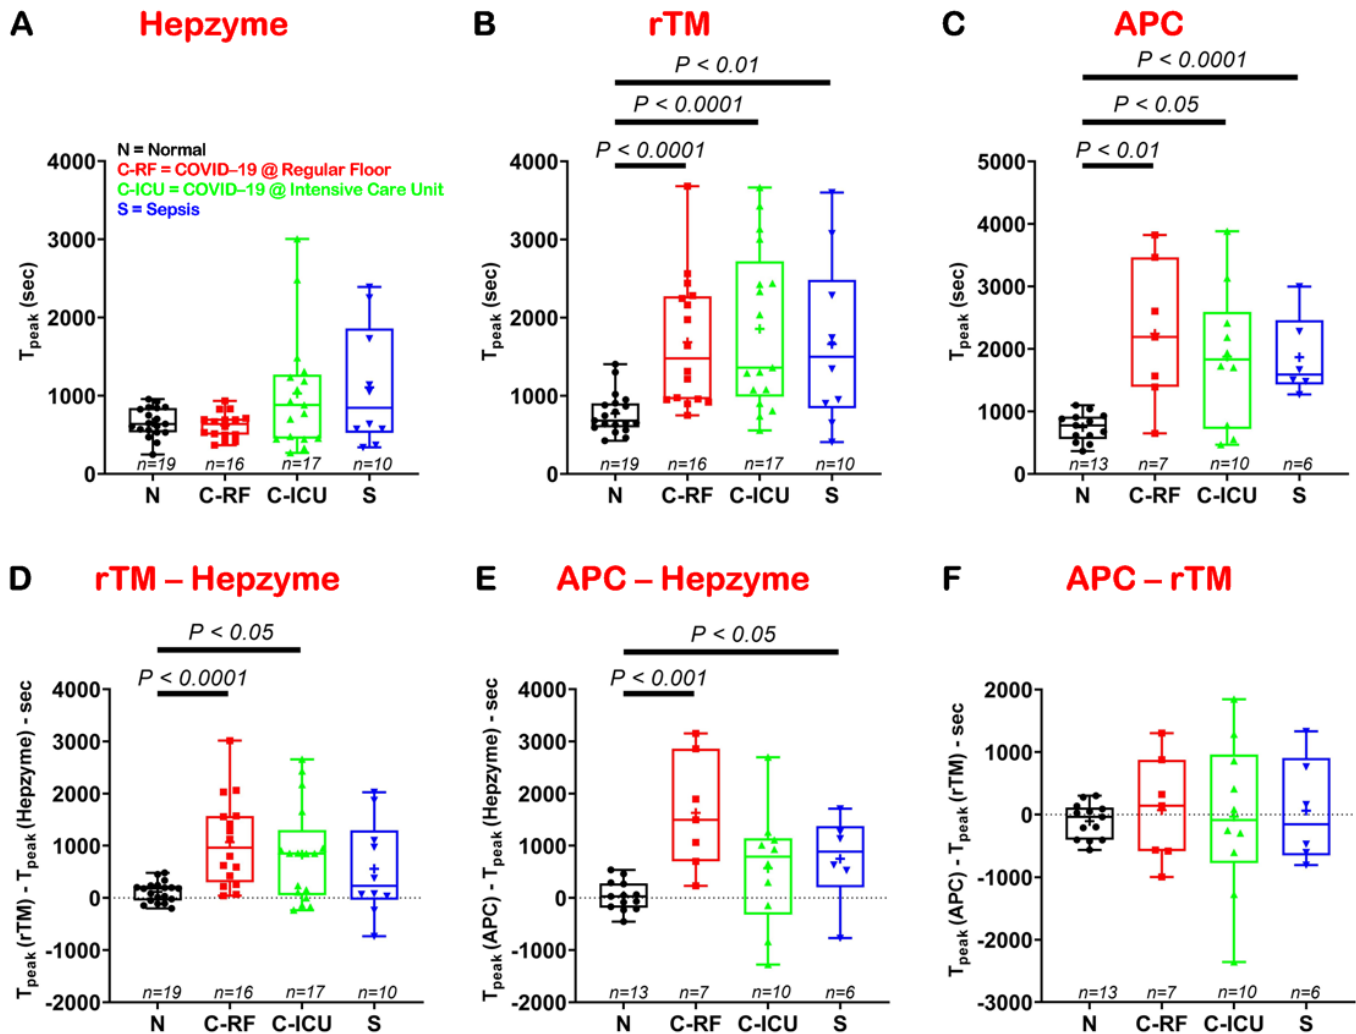 A Hepzyme
N = Normal
C-RF = COVID–19 @ Regular Floor
C-ICU = COVID–19 @ Intensive Care Unit
S = Sepsis
Tpeak (sec)
4000
3000
2000
1000
0
n=19 n=16 n=17 n=10
N C-RF C-ICU S
B rTM
P < 0.01
P < 0.0001
P < 0.0001
Tpeak (sec)
4000
3000
2000
1000
0
n=19 n=16 n=17 n=10
N C-RF C-ICU S
C APC
P < 0.0001
P < 0.05
P < 0.01
Tpeak (sec)
5000
4000
3000
2000
1000
0
n=13 n=7 n=10 n=6
N C-RF C-ICU S
D rTM – Hepzyme
P < 0.05
P < 0.0001
Tpeak (rTM) - Tpeak (Hepzyme) - sec
4000
3000
2000
1000
0
-1000
-2000
n=19 n=16 n=17 n=10
N C-RF C-ICU S
E APC – Hepzyme
P < 0.05
P < 0.001
Tpeak (APC) - Tpeak (Hepzyme) - sec
4000
3000
2000
1000
0
-1000
-2000
n=13 n=7 n=10 n=6
N C-RF C-ICU S
F APC – rTM
Tpeak (APC) - Tpeak (rTM) - sec
2000
1000
0
-1000
-2000
-3000
n=13 n=7 n=10 n=6
N C-RF C-ICU S